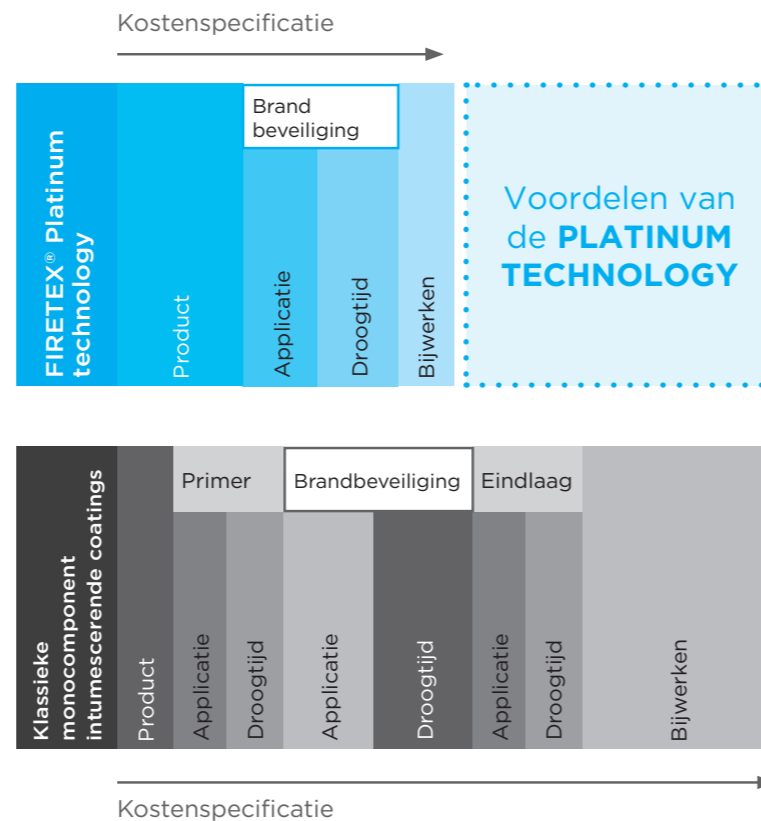 Kostenspecificatie
FIRETEX® Platinum
technology
Product
Brand
beveiliging
Applicatie
Droogtijd
Bijwerken
Voordelen van
de PLATINUM
TECHNOLOGY
Klassieke
monocomponent
intumescerende coatings
Product
Primer
Applicatie
Droogtijd
Brandbeveiliging
Applicatie
Droogtijd
Eindlaag
Applicatie
Droogtijd
Bijwerken
Kostenspecificatie